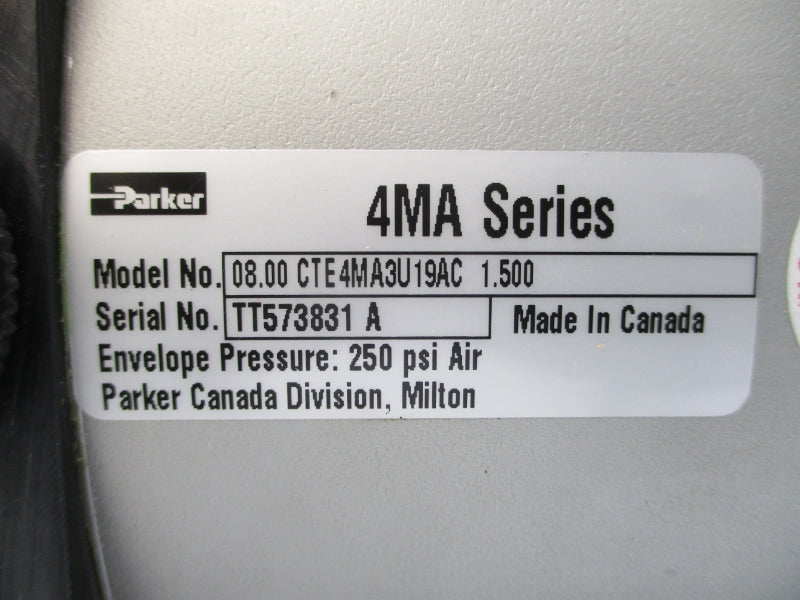 Parker
4MA Series
Model No. 08.00 CTE4MA3U19AC 1.500
Serial No. TT573831 A Made In Canada
Envelope Pressure: 250 psi Air
Parker Canada Division, Milton